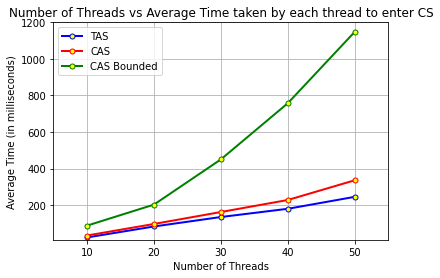 Number of Threads vs Average Time taken by each thread to enter CS
TAS
CAS
CAS Bounded
Average Time (in milliseconds)
1200
1000
800
600
400
200
10 20 30 40 50
Number of Threads